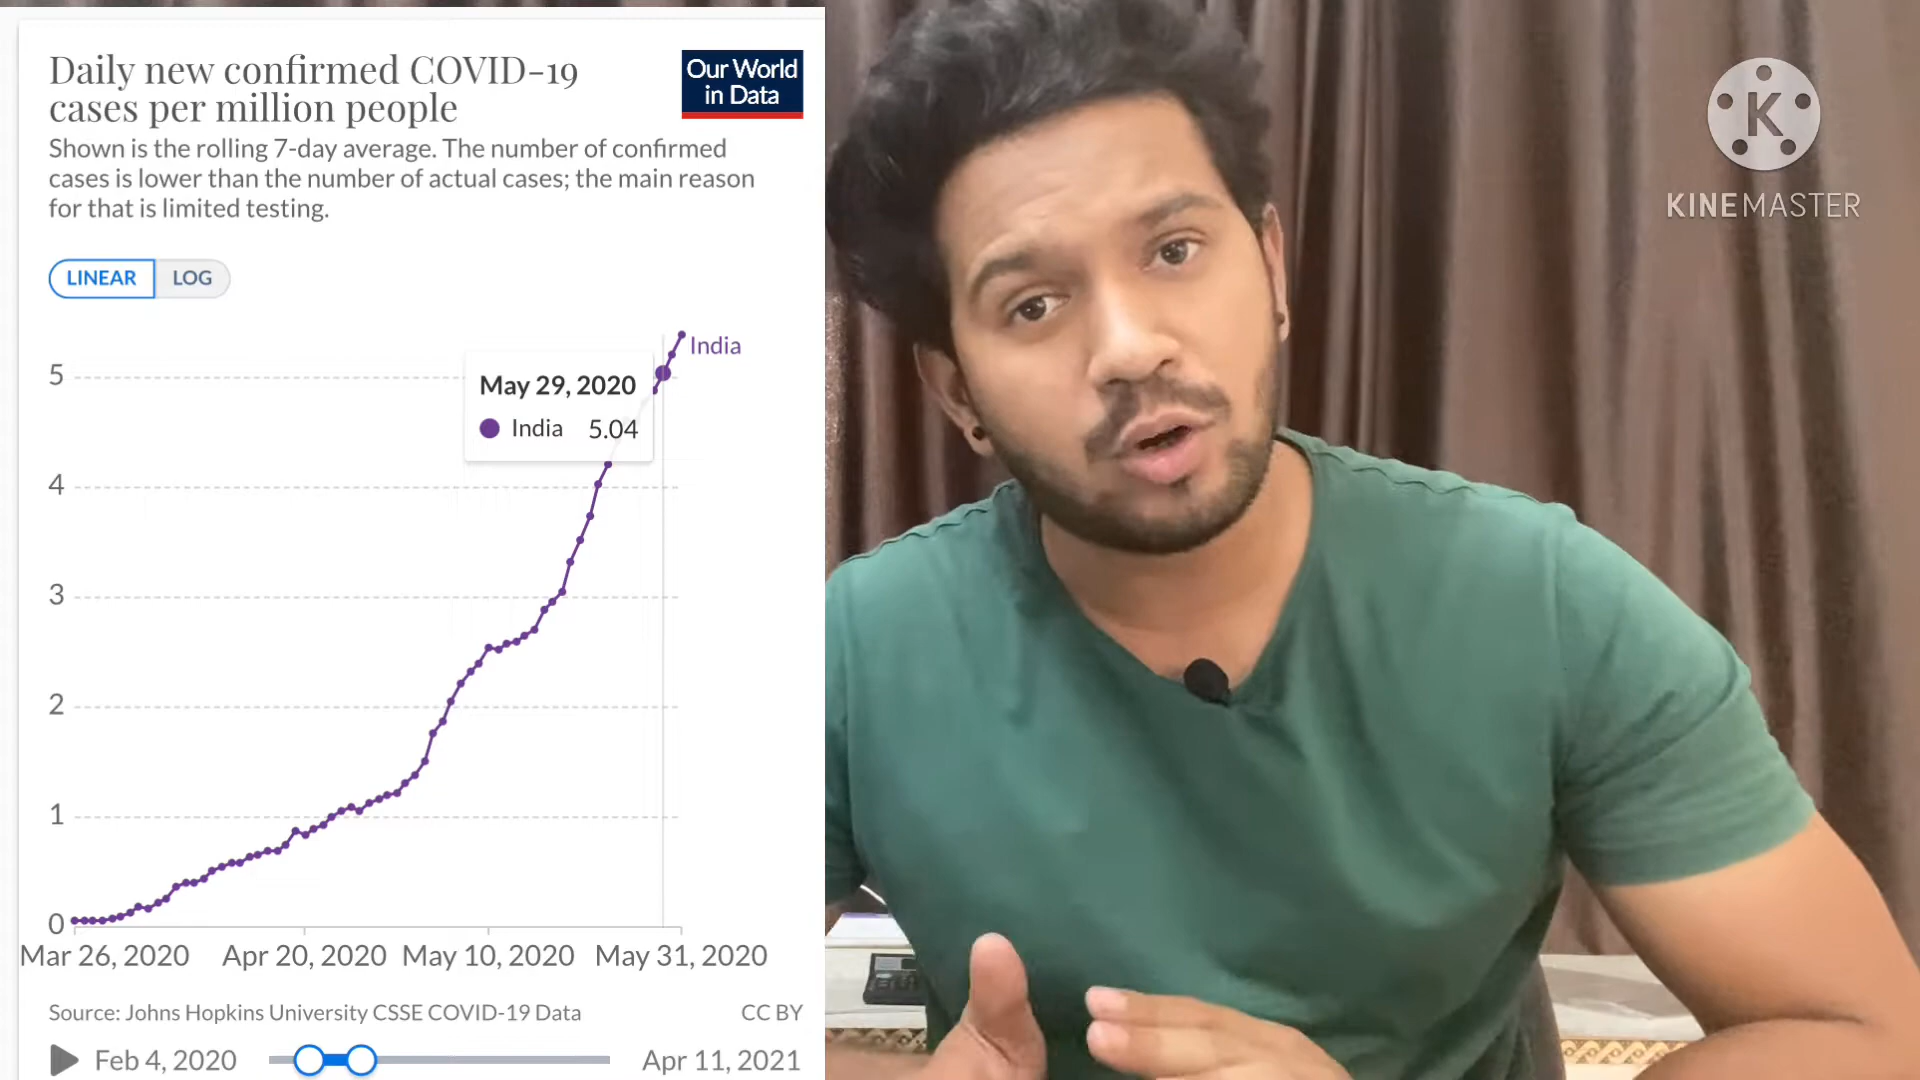 Daily new confirmed COVID-19
cases per million people
Our World
in Data
Shown is the rolling 7-day average. The number of confirmed
cases is lower than the number of actual cases; the main reason
for that is limited testing.
LINEAR LOG
India
5
May 29, 2020
India 5.04
4
3
2
1
0
Mar 26, 2020 Apr 20, 2020 May 10, 2020 May 31, 2020
Source: Johns Hopkins University CSSE COVID-19 Data CC BY
Feb 4, 2020 Apr 11, 2021
K
KINEMASTER